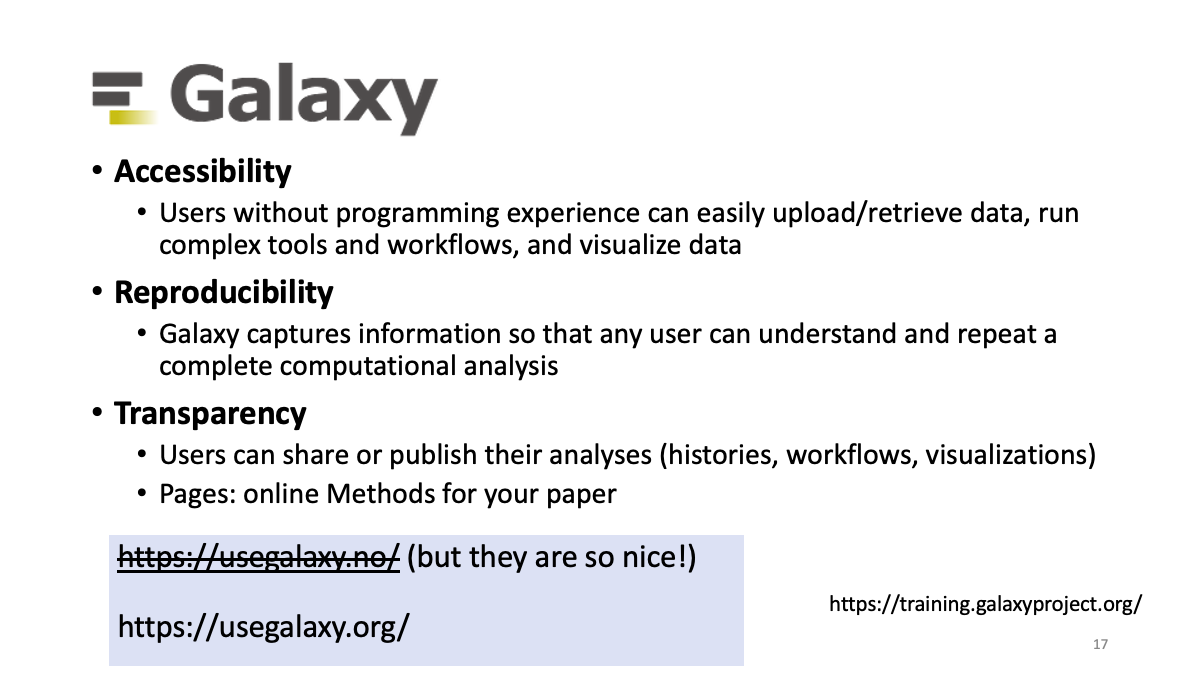 Galaxy
• Accessibility
• Users without programming experience can easily upload/retrieve data, run
complex tools and workflows, and visualize data
• Reproducibility
• Galaxy captures information so that any user can understand and repeat a
complete computational analysis
• Transparency
• Users can share or publish their analyses (histories, workflows, visualizations)
• Pages: online Methods for your paper
https://usegalaxy.no/ (but they are so nice!)
https://usegalaxy.org/
https://training.galaxyproject.org/
17